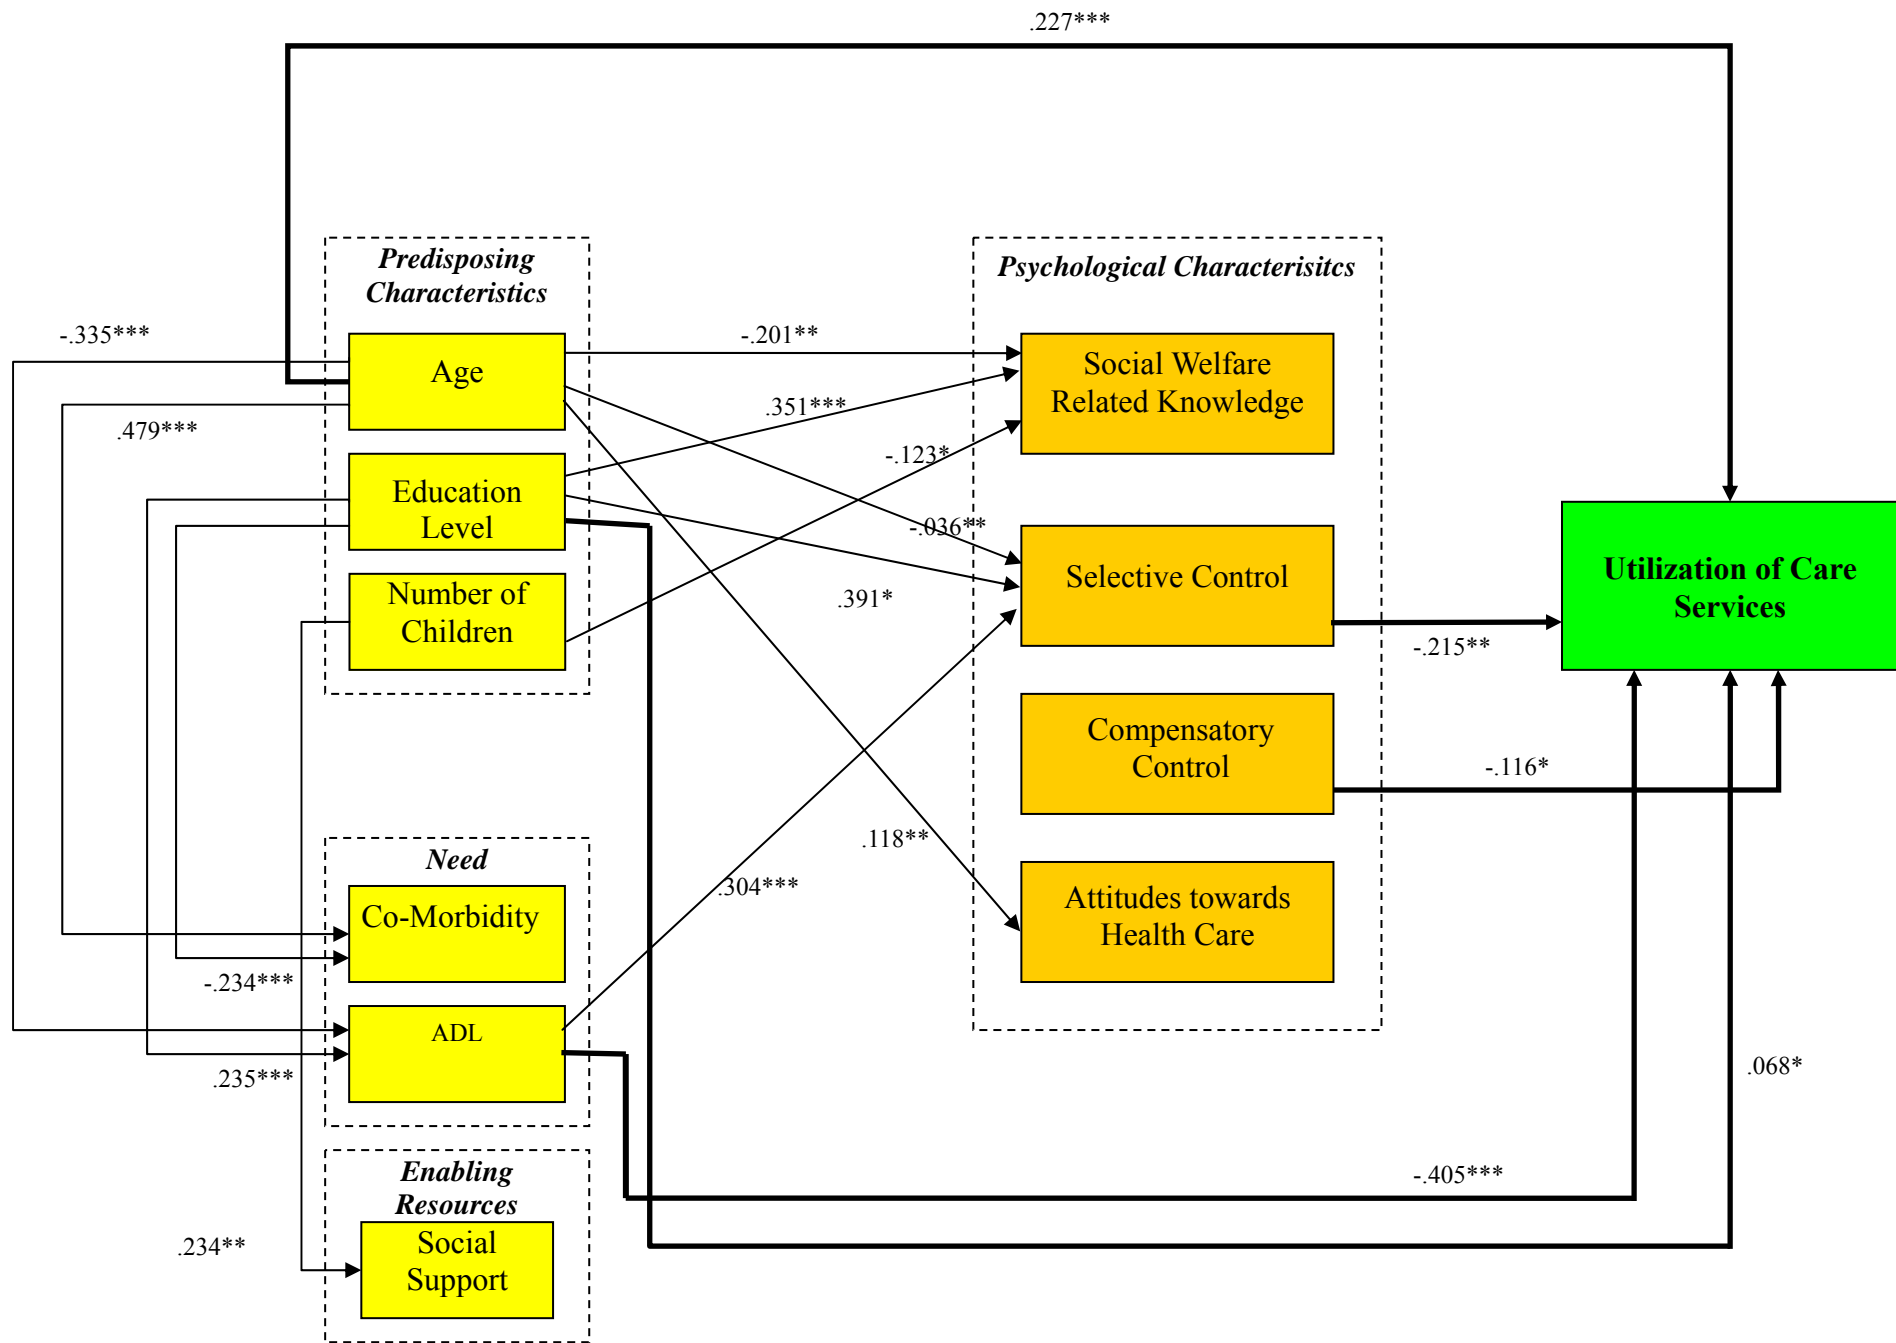 .227***
Predisposing
Characteristics
Psychological Characterisitcs
-.335***
-.201**
Age
Social Welfare
Related Knowledge
.351***
.479***
-.123*
Education
Level
-.036**
Selective Control
Utilization of Care
Services
Number of
Children
.391*
-.215**
Compensatory
Control
-.116*
.118**
Need
.304***
Co-Morbidity
Attitudes towards
Health Care
-.234***
ADL
.235***
.068*
Enabling
Resources
-.405***
Social
Support
.234**